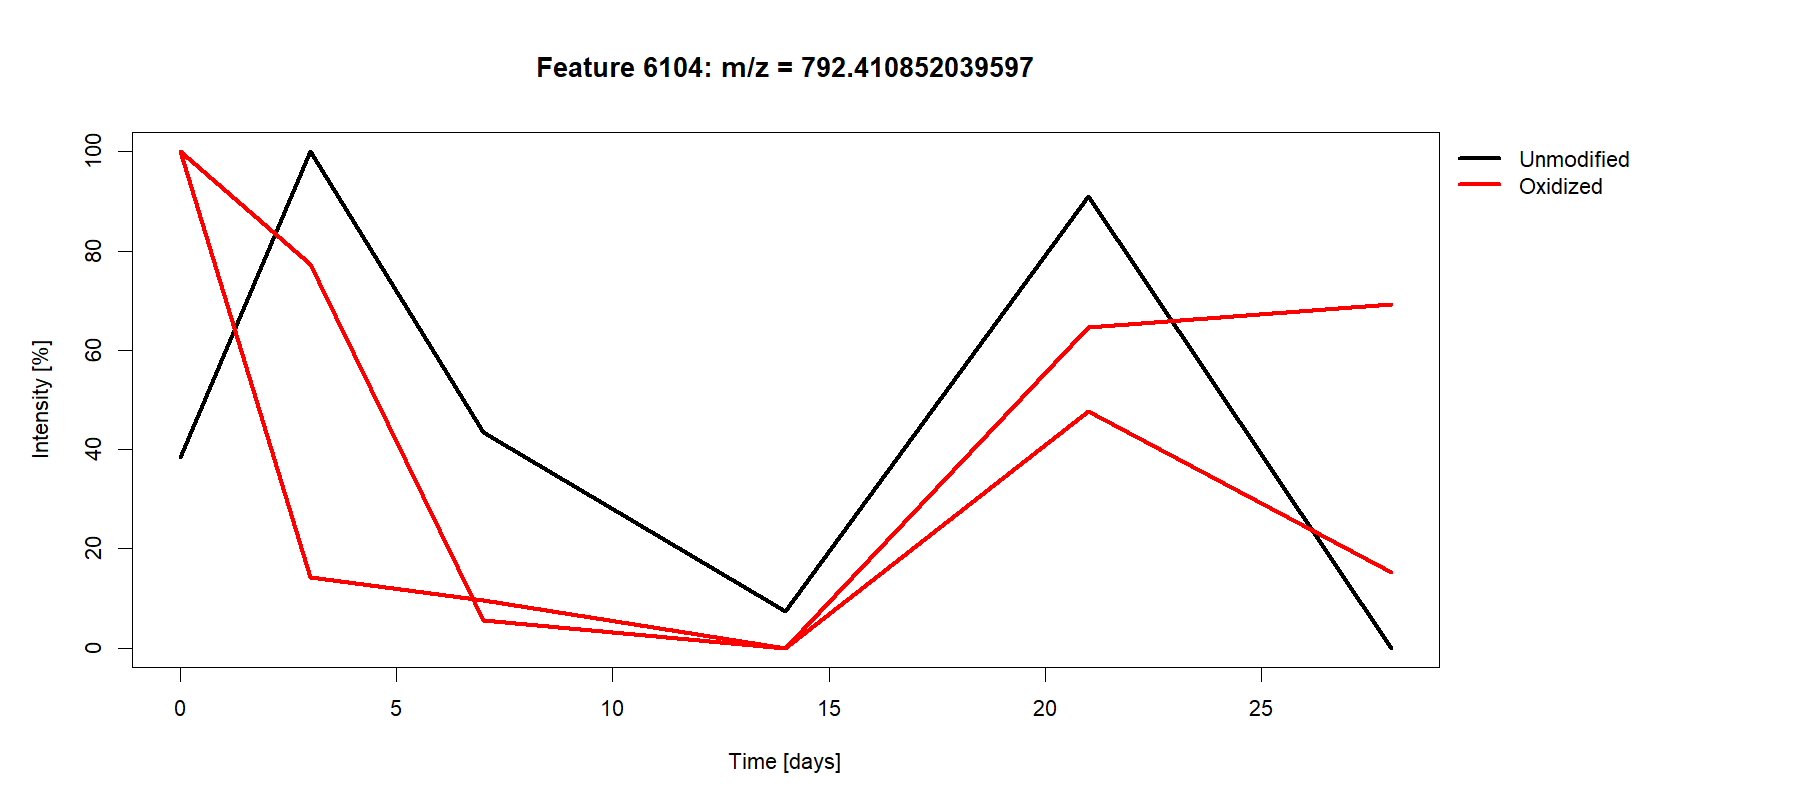 Feature 6104: m/z = 792.410852039597
Unmodified
Oxidized
Intensity [%]
100
80
60
40
20
0
0 5 10 15 20 25
Time [days]